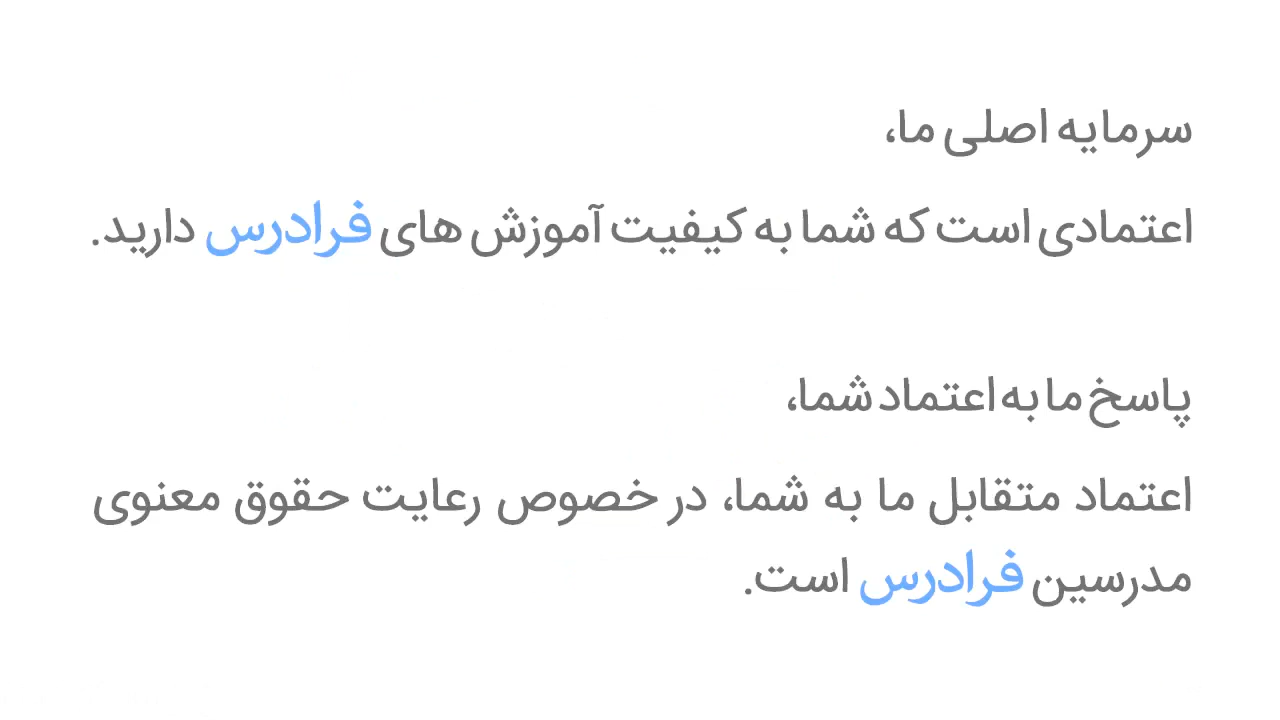 سرمایه اصلی ما،
اعتمادی است که شما به کیفیت آموزش های فرادرس دارید.
پاسخ ما به اعتماد شما،
اعتماد متقابل ما به شما، در خصوص رعایت حقوق معنوی
مدرسین فرادرس است.